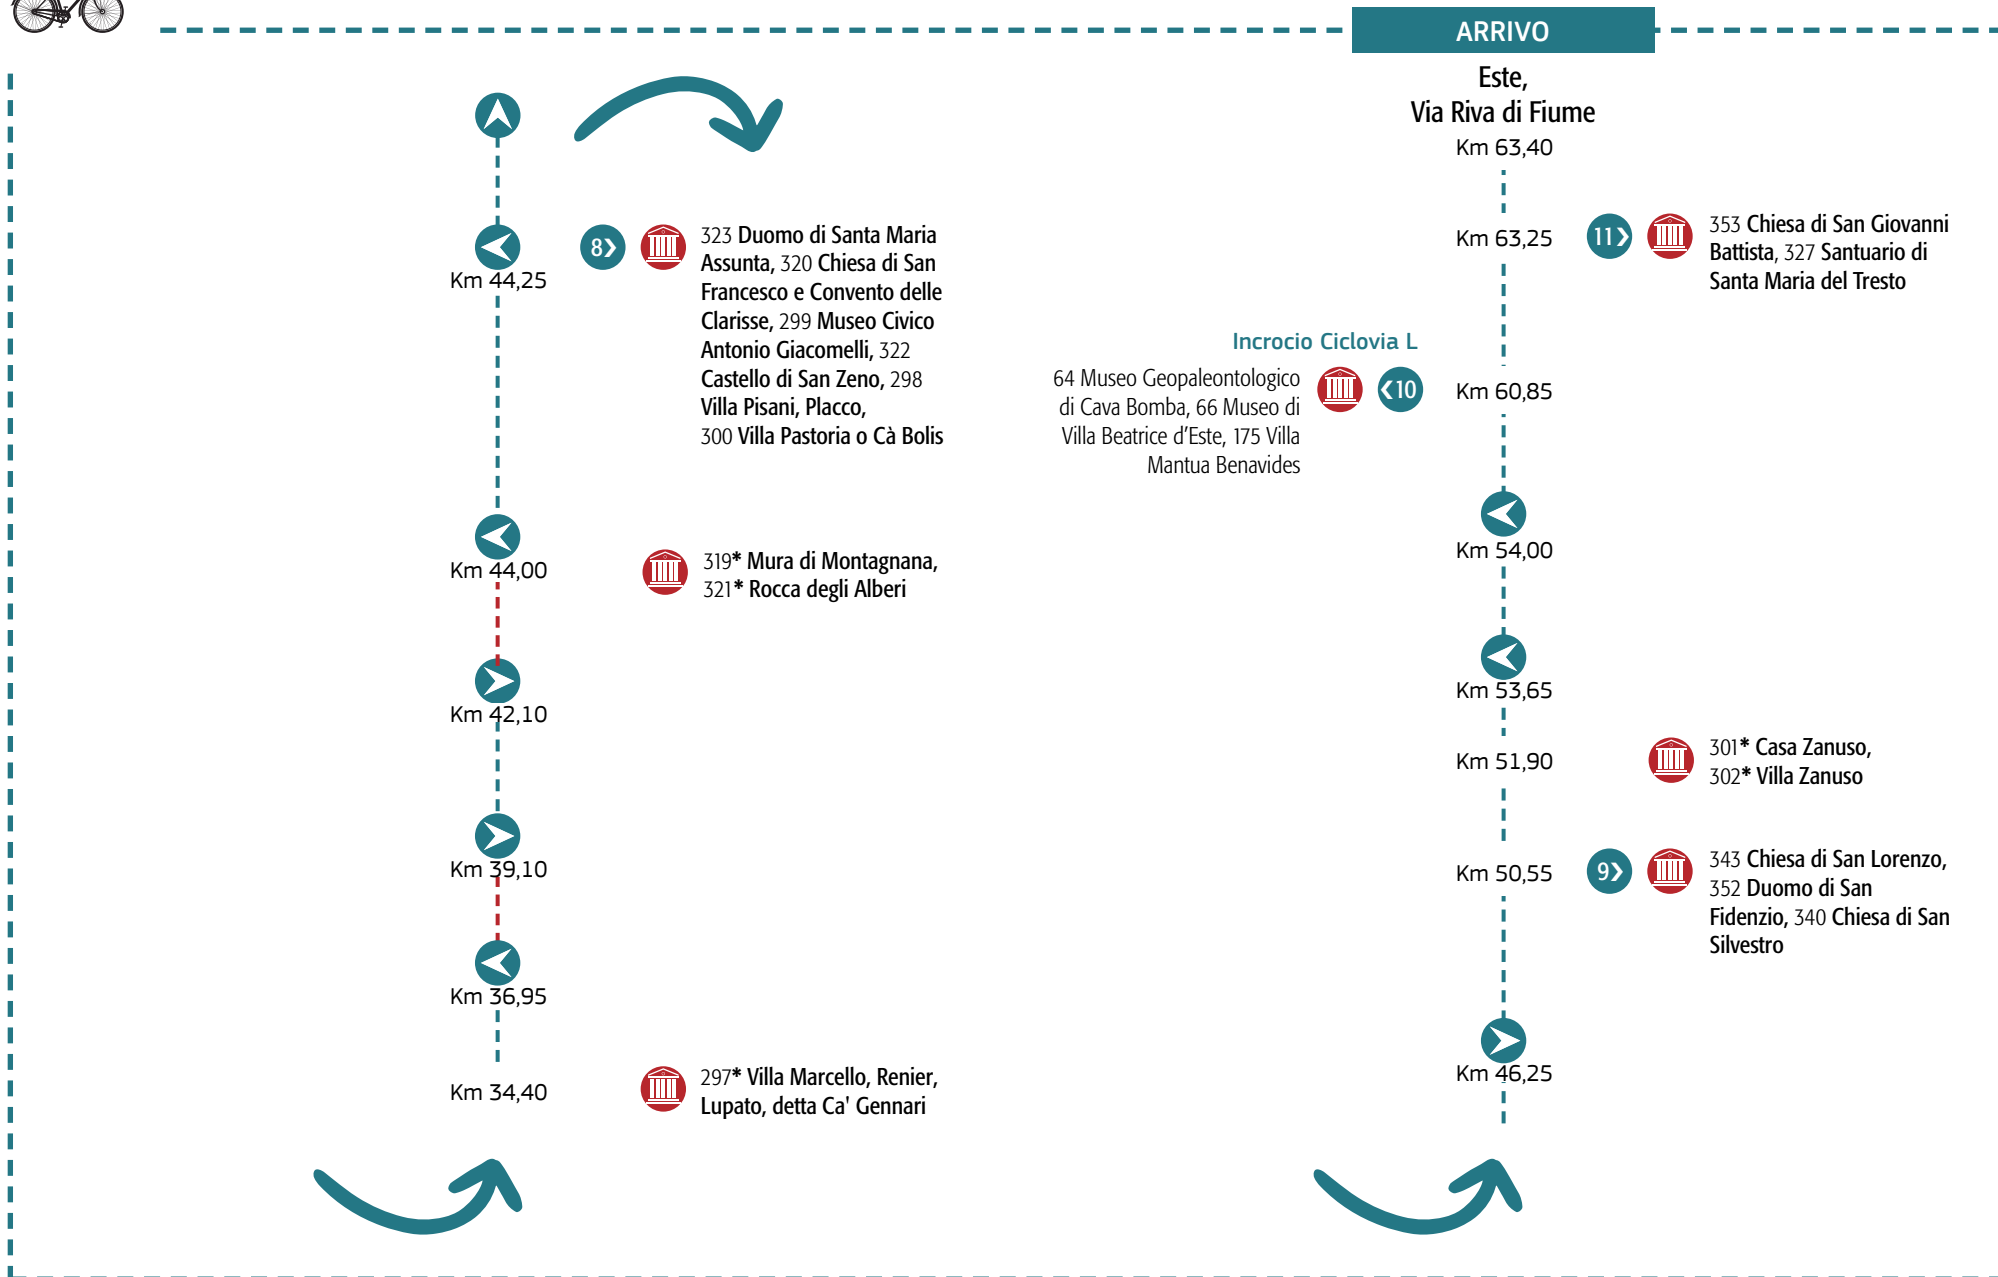 ARRIVO
Este,
Via Riva di Fiume
Km 63,40
8
323 Duomo di Santa Maria
Assunta, 320 Chiesa di San
Francesco e Convento delle
Clarisse, 299 Museo Civico
Antonio Giacomelli, 322
Castello di San Zeno, 298
Villa Pisani, Placco,
300 Villa Pastoria o Cà Bolis
Km 44,25
Km 44,00
319* Mura di Montagnana,
321* Rocca degli Alberi
Km 42,10
Km 39,10
Km 36,95
Km 34,40
297* Villa Marcello, Renier,
Lupato, detta Ca' Gennari
Km 63,25
11
353 Chiesa di San Giovanni
Battista, 327 Santuario di
Santa Maria del Tresto
Incrocio Ciclovia L
64 Museo Geopaleontologico
di Cava Bomba, 66 Museo di
Villa Beatrice d’Este, 175 Villa
Mantua Benavides
10
Km 60,85
Km 54,00
Km 53,65
Km 51,90
301* Casa Zanuso,
302* Villa Zanuso
Km 50,55
9
343 Chiesa di San Lorenzo,
352 Duomo di San
Fidenzio, 340 Chiesa di San
Silvestro
Km 46,25